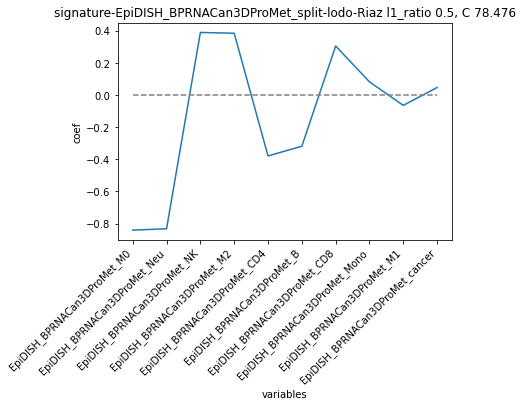 signature-EpiDISH_BPRNACan3DProMet_split-lodo-Riaz l1_ratio 0.5, C 78.476
0.4
0.2
0.0
−0.2
−0.4
−0.6
−0.8
coef
EpiDISH_BPRNACan3DProMet_M0
EpiDISH_BPRNACan3DProMet_Neu
EpiDISH_BPRNACan3DProMet_NK
EpiDISH_BPRNACan3DProMet_M2
EpiDISH_BPRNACan3DProMet_CD4
EpiDISH_BPRNACan3DProMet_B
EpiDISH_BPRNACan3DProMet_CD8
EpiDISH_BPRNACan3DProMet_Mono
EpiDISH_BPRNACan3DProMet_M1
EpiDISH_BPRNACan3DProMet_cancer
variables